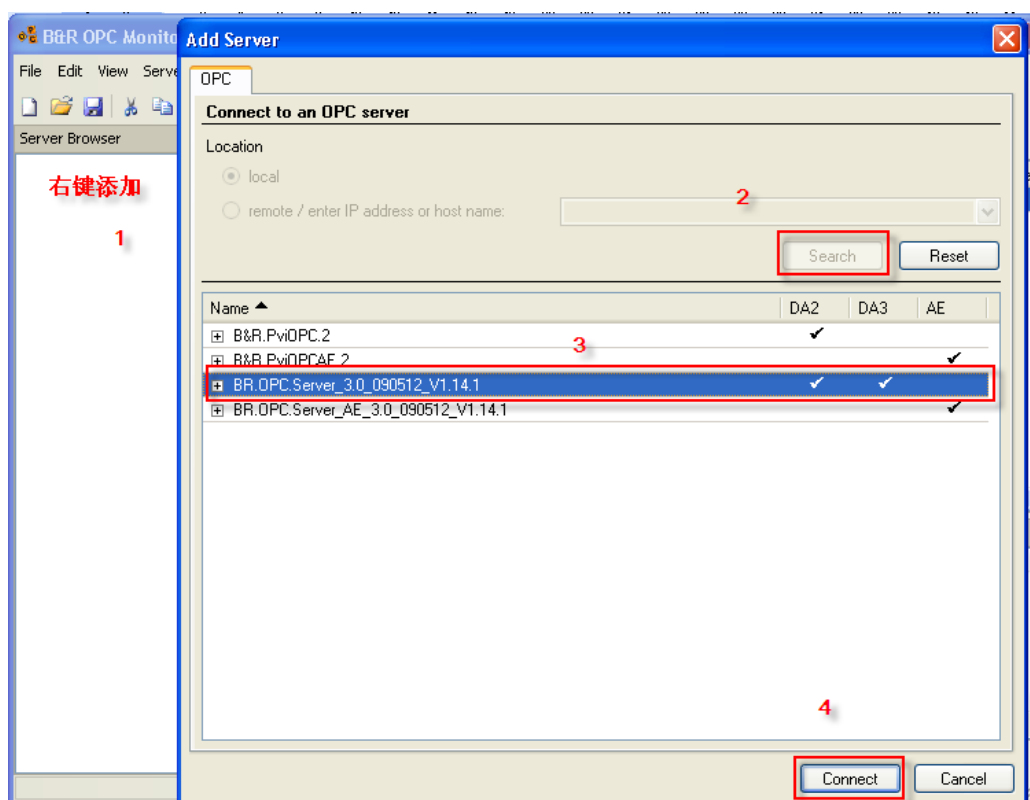 B&R OPC Monito
Add Server
File Edit View Serve
OPC
Connect to an OPC server
Server Browser
Location
右键添加
local
remote / enter IP address or host name:
2
1
Search
Reset
Name
DA2
DA3
AE
B&R.PviOPC.2
3
B&R.PviOPCAE.2
BR.OPC.Server_3.0_090512_V1.14.1
BR.OPC.Server_AE_3.0_090512_V1.14.1
4
Connect
Cancel